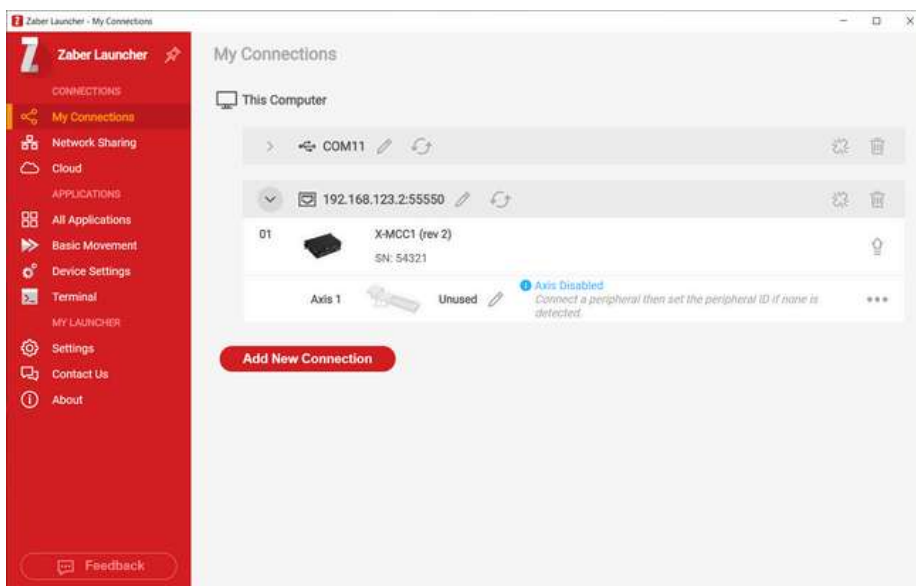 Zaber Launcher - My Connections
Zaber Launcher
CONNECTIONS
My Connections
Network Sharing
Cloud
APPLICATIONS
All Applications
Basic Movement
Device Settings
Terminal
MY LAUNCHER
Settings
Contact Us
About
Feedback
My Connections
This Computer
COM11
192.168.123.2:55550
01
X-MCC1 (rev 2)
SN: 54321
Axis 1
Unused
Axis Disabled
Connect a peripheral then set the peripheral ID if none is
detected.
Add New Connection